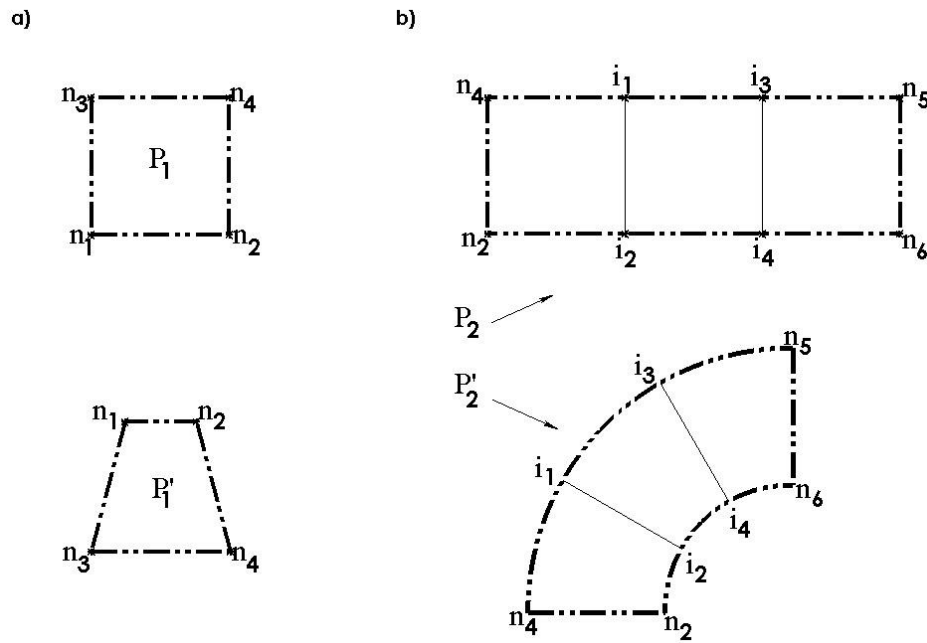 a)
b)
n3 n4
P1
n1 n2
n4 i1 i3 n5
n2 i2 i4 n6
P2
P2'
n1 n2
P1'
n3 n4
n5
i3
i1
n6
i4
i2
n4 n2